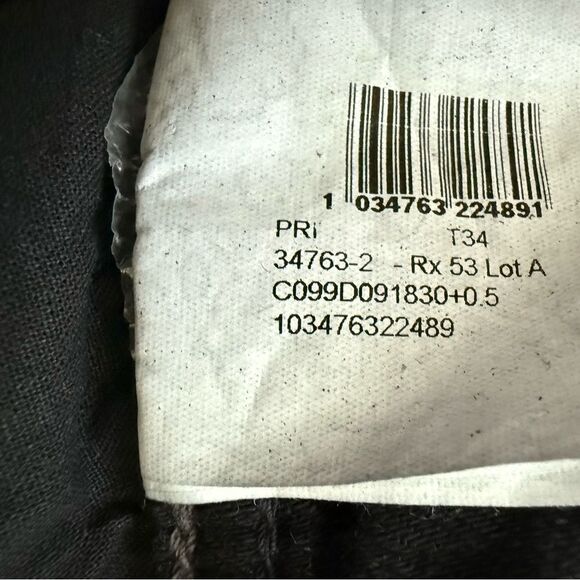 1 034763 224891
PRI T34
34763-2 - Rx 53 Lot A
C099D091830+0.5
103476322489